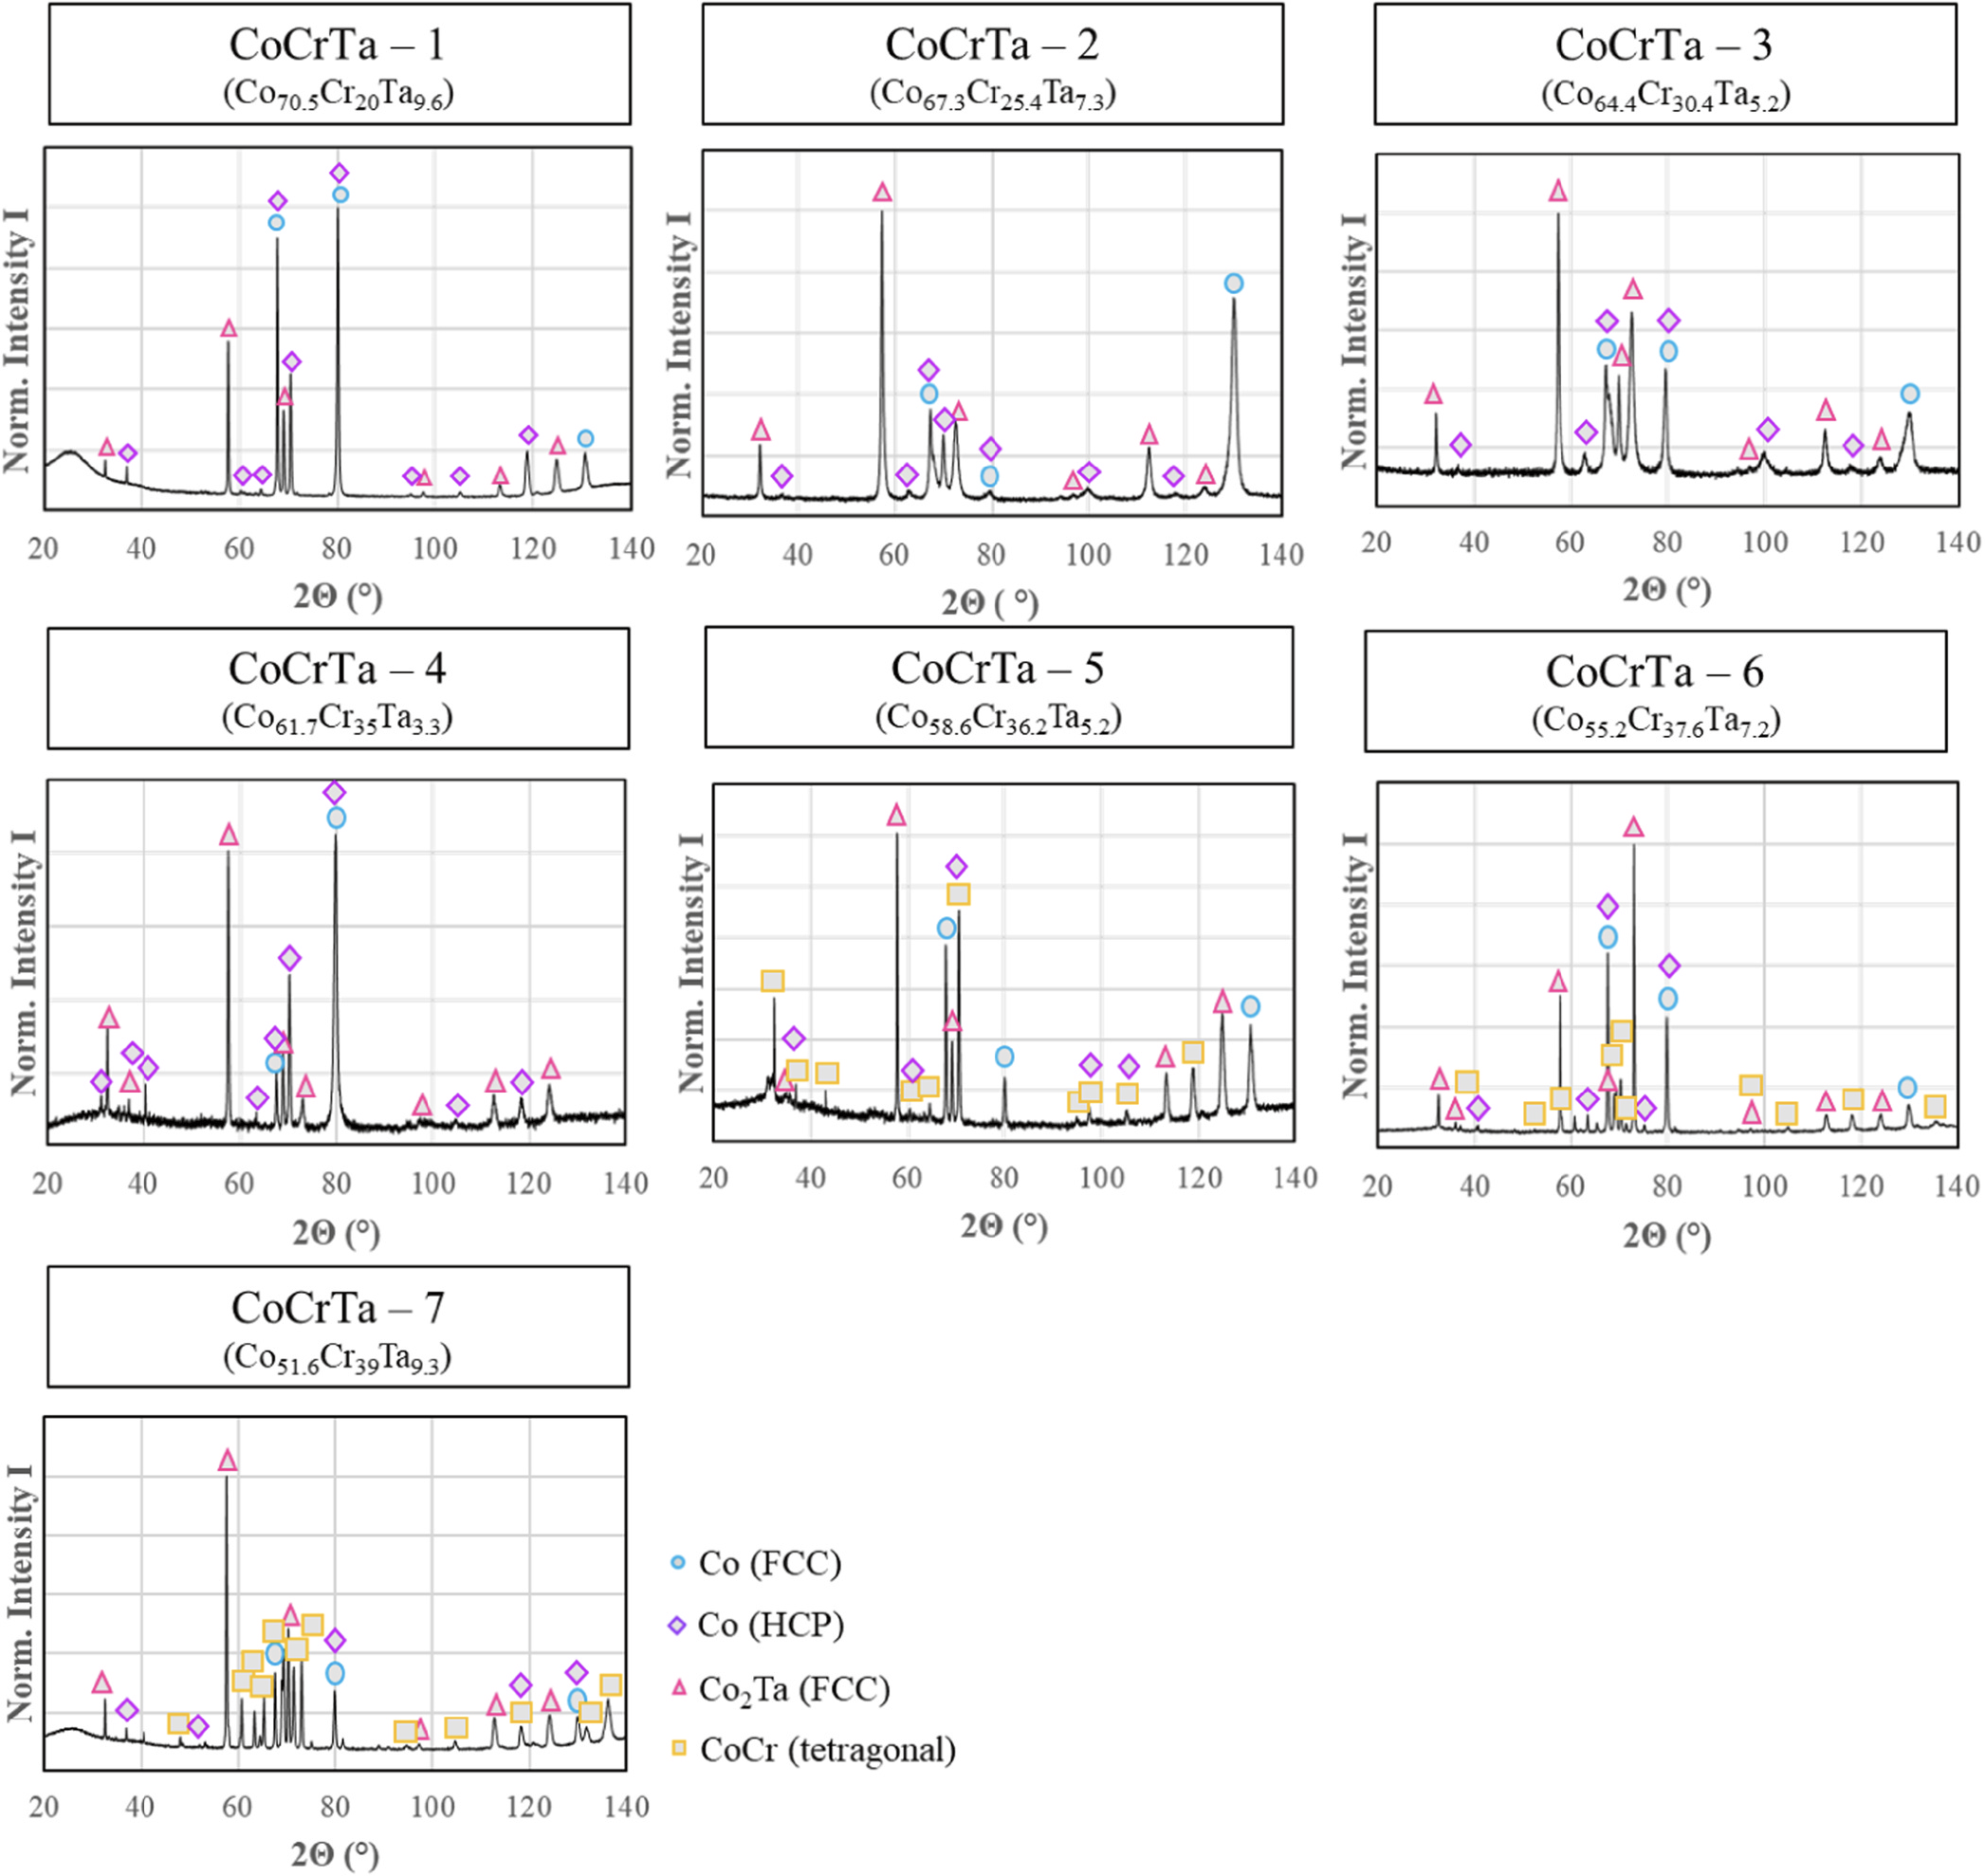 CoCrTa – 1
(Co₇₀.₅Cr₂₀Ta₉.₆)
Norm. Intensity I
20 40 60 80 100 120 140
2Θ (°)
CoCrTa – 2
(Co₆₇.₃Cr₂₅.₄Ta₇.₃)
Norm. Intensity I
20 40 60 80 100 120 140
2Θ ( °)
CoCrTa – 3
(Co₆₄.₄Cr₃₀.₄Ta₅.₂)
Norm. Intensity I
20 40 60 80 100 120 140
2Θ (°)
CoCrTa – 4
(Co₆₁.₇Cr₃₅Ta₃.₃)
Norm. Intensity I
20 40 60 80 100 120 140
2Θ (°)
CoCrTa – 5
(Co₅₈.₆Cr₃₆.₂Ta₅.₂)
Norm. Intensity I
20 40 60 80 100 120 140
2Θ (°)
CoCrTa – 6
(Co₅₅.₂Cr₃₇.₆Ta₇.₂)
Norm. Intensity I
20 40 60 80 100 120 140
2Θ (°)
CoCrTa – 7
(Co₅₁.₆Cr₃₉Ta₉.₃)
Norm. Intensity I
20 40 60 80 100 120 140
2Θ (°)
Co (FCC)
Co (HCP)
Co₂Ta (FCC)
CoCr (tetragonal)